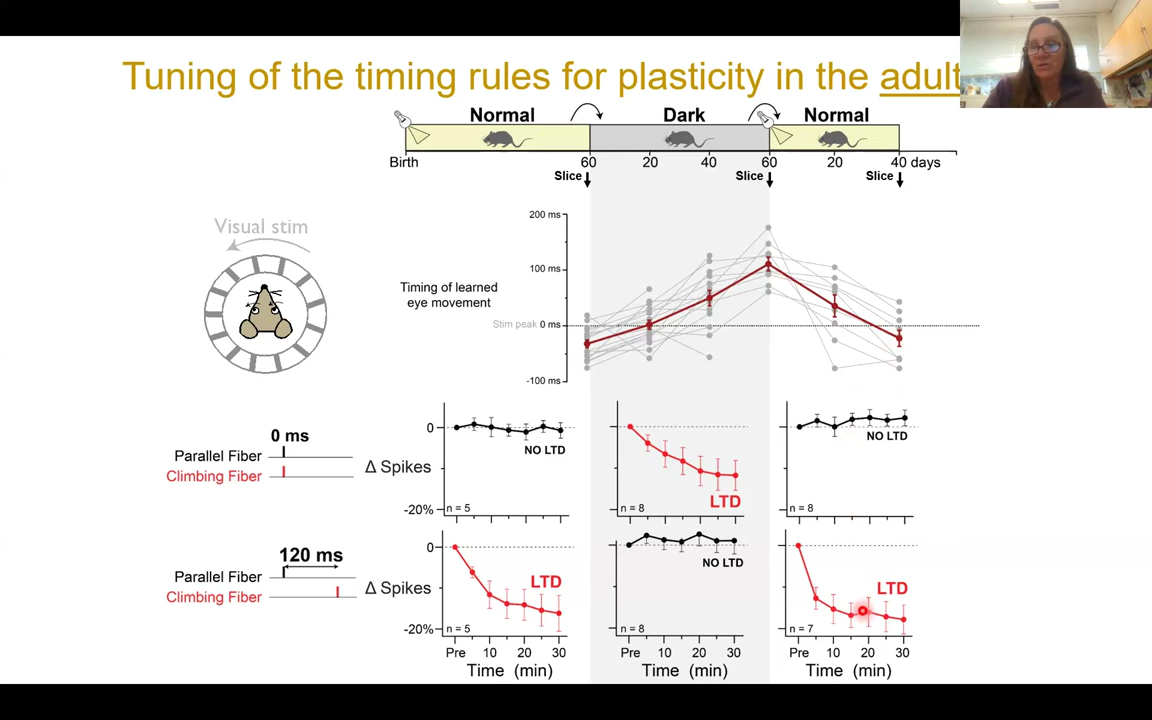 Tuning of the timing rules for plasticity in the adult
Normal Dark Normal
Birth 60 20 40 60 20 40 days
Slice Slice Slice
Visual stim
200 ms
100 ms
Timing of learned
eye movement
Stim peak 0 ms
-100 ms
0 ms
Parallel Fiber
Climbing Fiber
Δ Spikes
0
-20%
NO LTD
n = 5
LTD
n = 8
NO LTD
n = 8
120 ms
Parallel Fiber
Climbing Fiber
Δ Spikes
0
-20%
LTD
n = 5
NO LTD
n = 8
LTD
n = 7
Pre 10 20 30 Pre 10 20 30 Pre 10 20 30
Time (min) Time (min) Time (min)